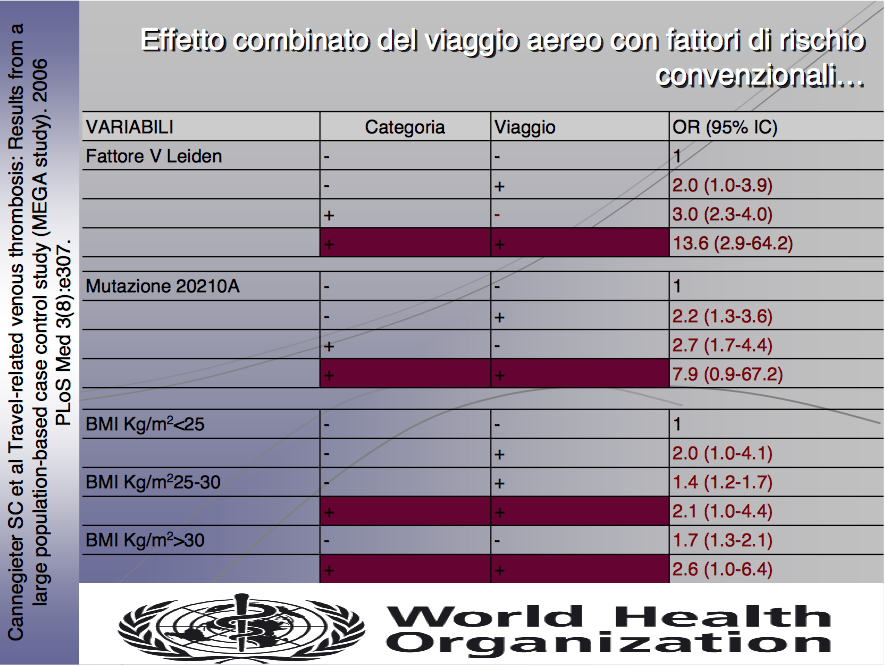 Effetto combinato del viaggio aereo con fattori di rischio
convenzionali…
Cannegieter SC et al Travel-related venous thrombosis: Results from a
large population-based case control study (MEGA study). 2006
PLoS Med 3(8):e307.
VARIABILI Categoria Viaggio OR (95% IC)
Fattore V Leiden - - 1
- + 2.0 (1.0-3.9)
+ - 3.0 (2.3-4.0)
+ + 13.6 (2.9-64.2)
Mutazione 20210A - - 1
- + 2.2 (1.3-3.6)
+ - 2.7 (1.7-4.4)
+ + 7.9 (0.9-67.2)
BMI Kg/m²<25 - - 1
- + 2.0 (1.0-4.1)
BMI Kg/m²25-30 - + 1.4 (1.2-1.7)
+ + 2.1 (1.0-4.4)
BMI Kg/m²>30 - - 1.7 (1.3-2.1)
+ + 2.6 (1.0-6.4)
World Health
Organization